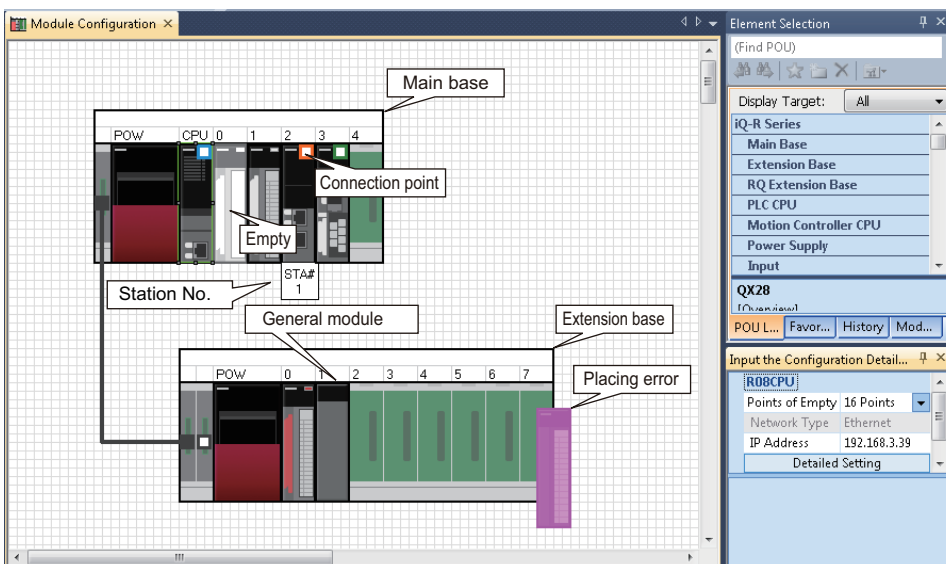 Module Configuration ×
Main base
POW CPU 0 1 2 3 4
Connection point
Empty
STA#
1
Station No.
General module
Extension base
POW 0 1 2 3 4 5 6 7
Placing error
Element Selection
(Find POU)
Display Target: All
iQ-R Series
Main Base
Extension Base
RQ Extension Base
PLC CPU
Motion Controller CPU
Power Supply
Input
QX28
[Overview]
POU L... Favor... History Mod...
Input the Configuration Detail...
R08CPU
Points of Empty 16 Points
Network Type Ethernet
IP Address 192.168.3.39
Detailed Setting